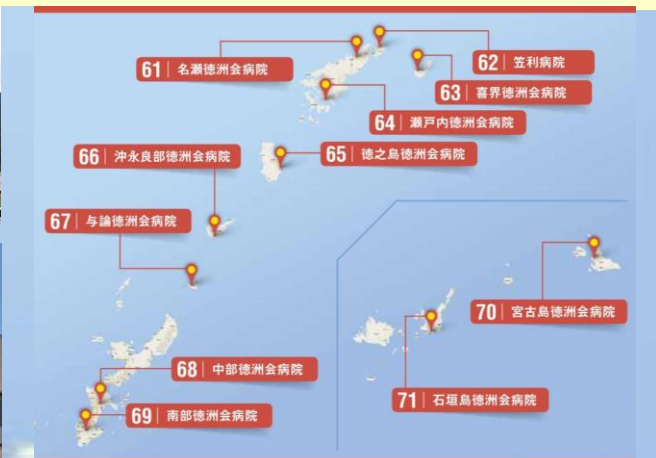 61 名瀬徳洲会病院
62 笠利病院
63 喜界徳洲会病院
64 瀬戸内徳洲会病院
65 徳之島徳洲会病院
66 沖永良部徳洲会病院
67 与論徳洲会病院
68 中部徳洲会病院
69 南部徳洲会病院
70 宮古島徳洲会病院
71 石垣島徳洲会病院